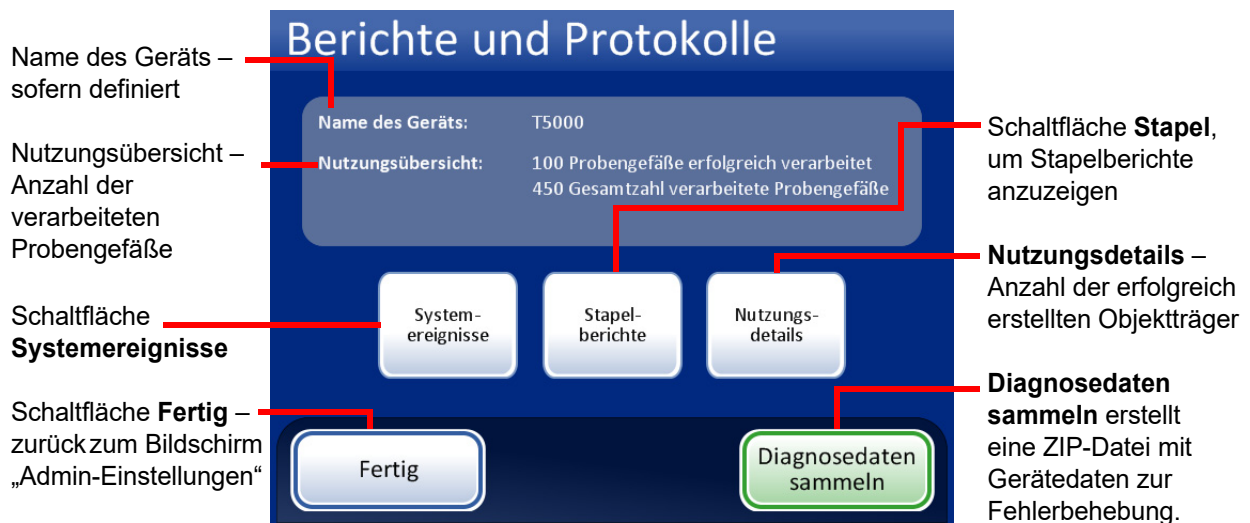 Berichte und Protokolle
Name des Geräts –
sofern definiert
Nutzungsübersicht –
Anzahl der
verarbeiteten
Probengefäße
Schaltfläche
Systemereignisse
Schaltfläche Fertig –
zurück zum Bildschirm
„Admin-Einstellungen“
Name des Geräts: T5000
Nutzungsübersicht: 100 Probengefäße erfolgreich verarbeitet
450 Gesamtzahl verarbeitete Probengefäße
System-
ereignisse
Stapel-
berichte
Nutzungs-
details
Fertig
Diagnosedaten
sammeln
Schaltfläche Stapel,
um Stapelberichte
anzuzeigen
Nutzungsdetails –
Anzahl der erfolgreich
erstellten Objektträger
Diagnosedaten
sammeln erstellt
eine ZIP-Datei mit
Gerätedaten zur
Fehlerbehebung.